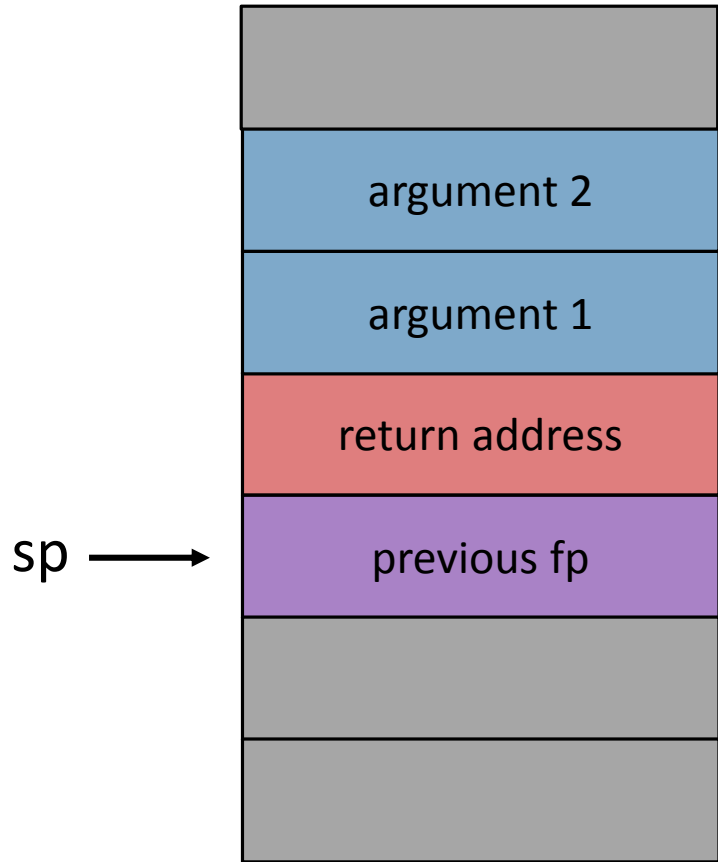 argument 2
argument 1
return address
sp
previous fp